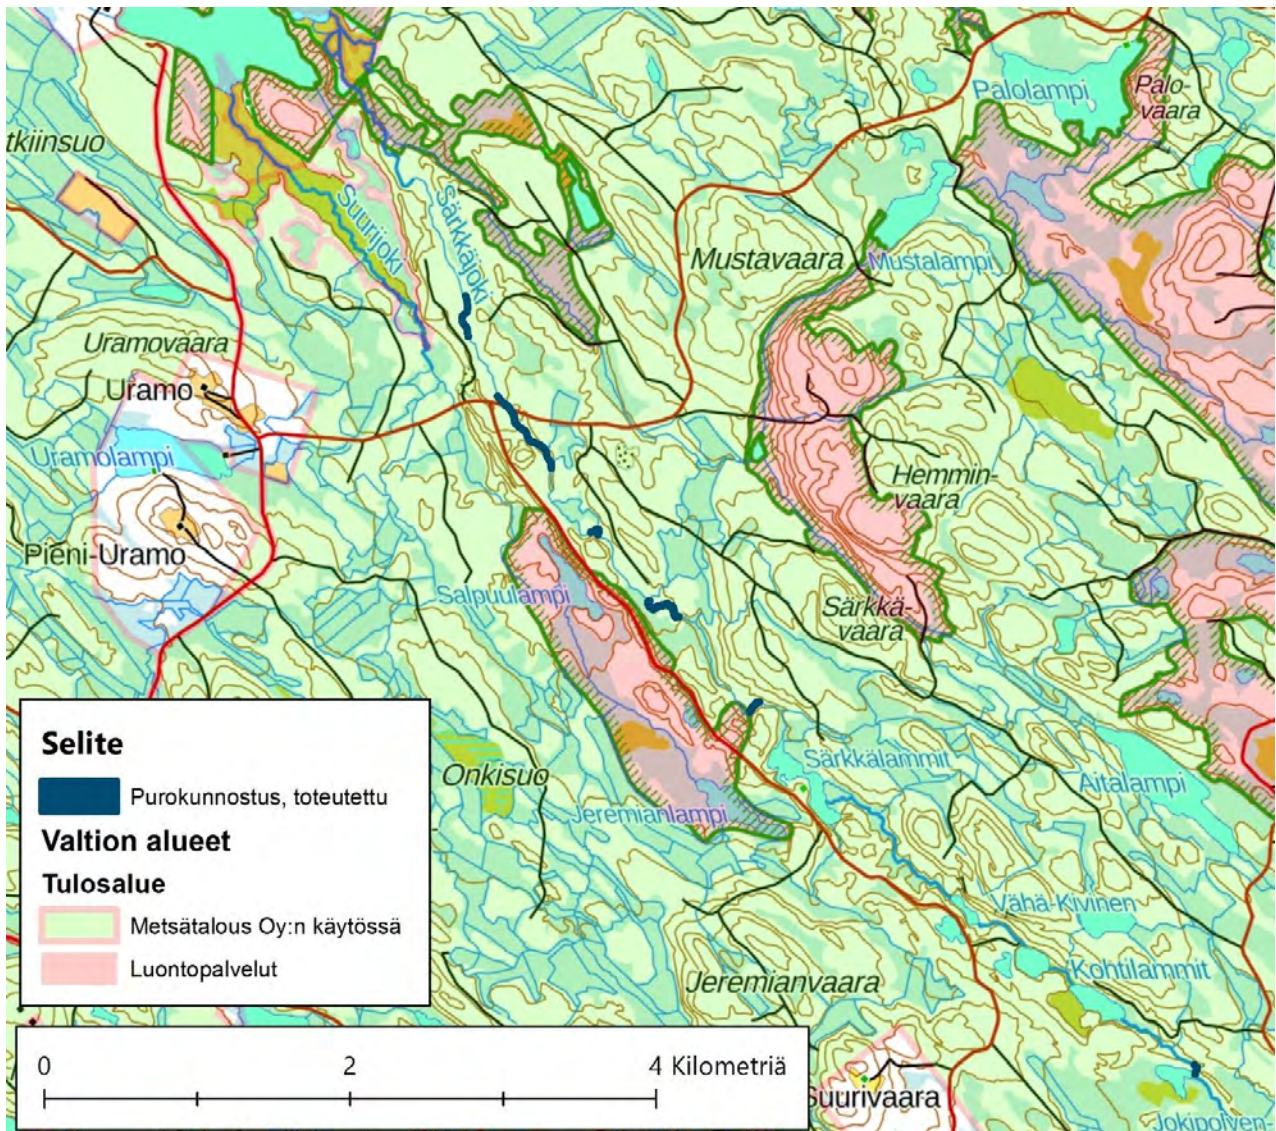 Palolampi
Palo-
vaara
tkiinsuo
Suurijoki
Särkkäjoki
Mustavaara
Mustalampi
Uramovaara
Uramo
Uramolampi
Hemmin-
vaara
Pieni-Uramo
Salpuulampi
Särkkä-
vaara
Selite
Purokunnostus, toteutettu
Valtion alueet
Tulosalue
Metsätalous Oy:n käytössä
Luontopalvelut
Onkisuo
Särkkälammit
Aitalampi
Jeremianlampi
Vähä-Kivinen
Jeremianvaara
Kohtilammit
0 2 4 Kilometriä
Suurivaara
Jokipolven-